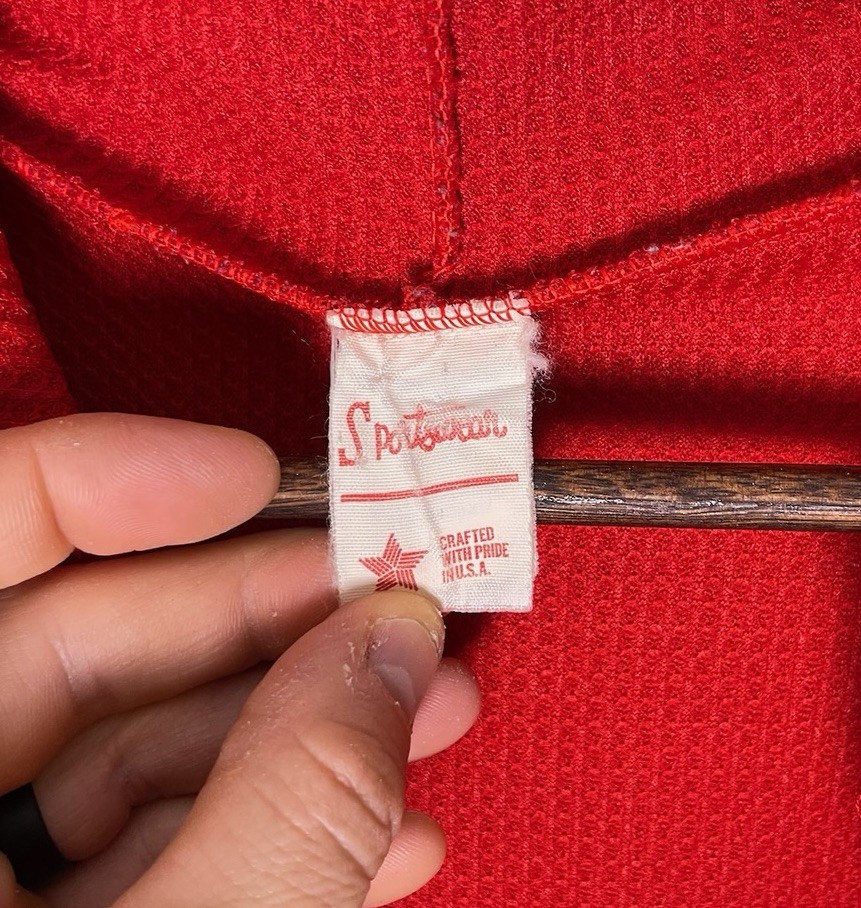 Sportswear
CRAFTED
WITH PRIDE
IN U.S.A.